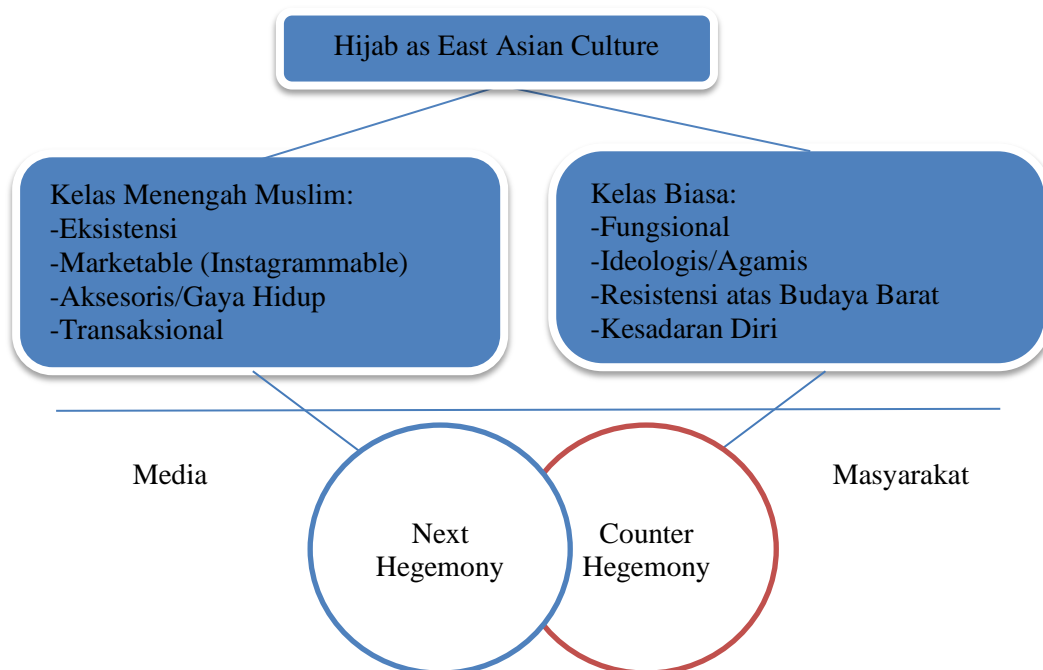 Hijab as East Asian Culture
Kelas Menengah Muslim:
-Eksistensi
-Marketable (Instagrammable)
-Aksesoris/Gaya Hidup
-Transaksional
Kelas Biasa:
-Fungsional
-Ideologis/Agamis
-Resistensi atas Budaya Barat
-Kesadaran Diri
Media
Masyarakat
Next
Hegemony
Counter
Hegemony